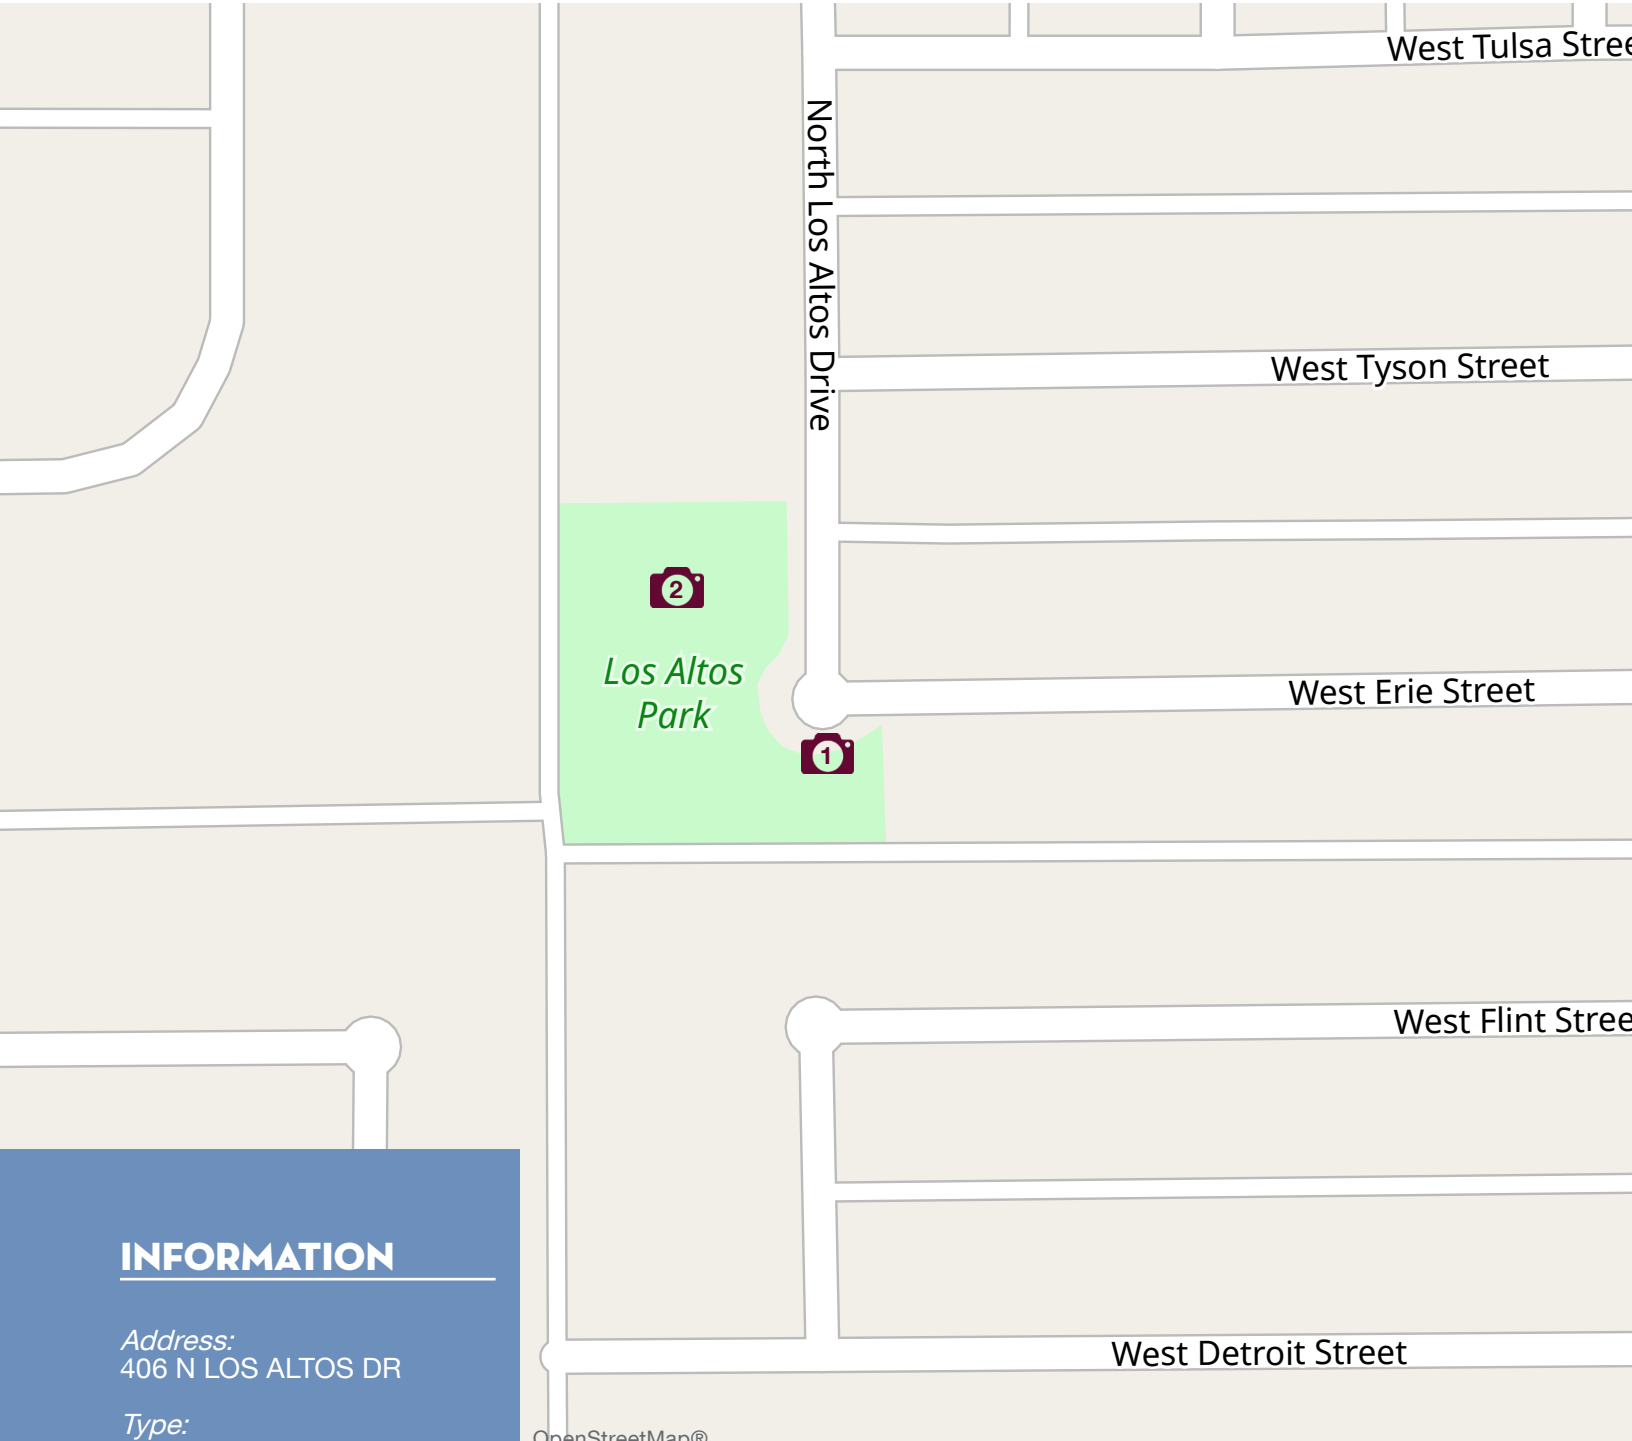 West Tulsa Stree
North Los Altos Drive
West Tyson Street
2
Los Altos
Park
West Erie Street
1
West Flint Stree
INFORMATION
Address:
406 N LOS ALTOS DR
West Detroit Street
Type:
OpenStreetMap®